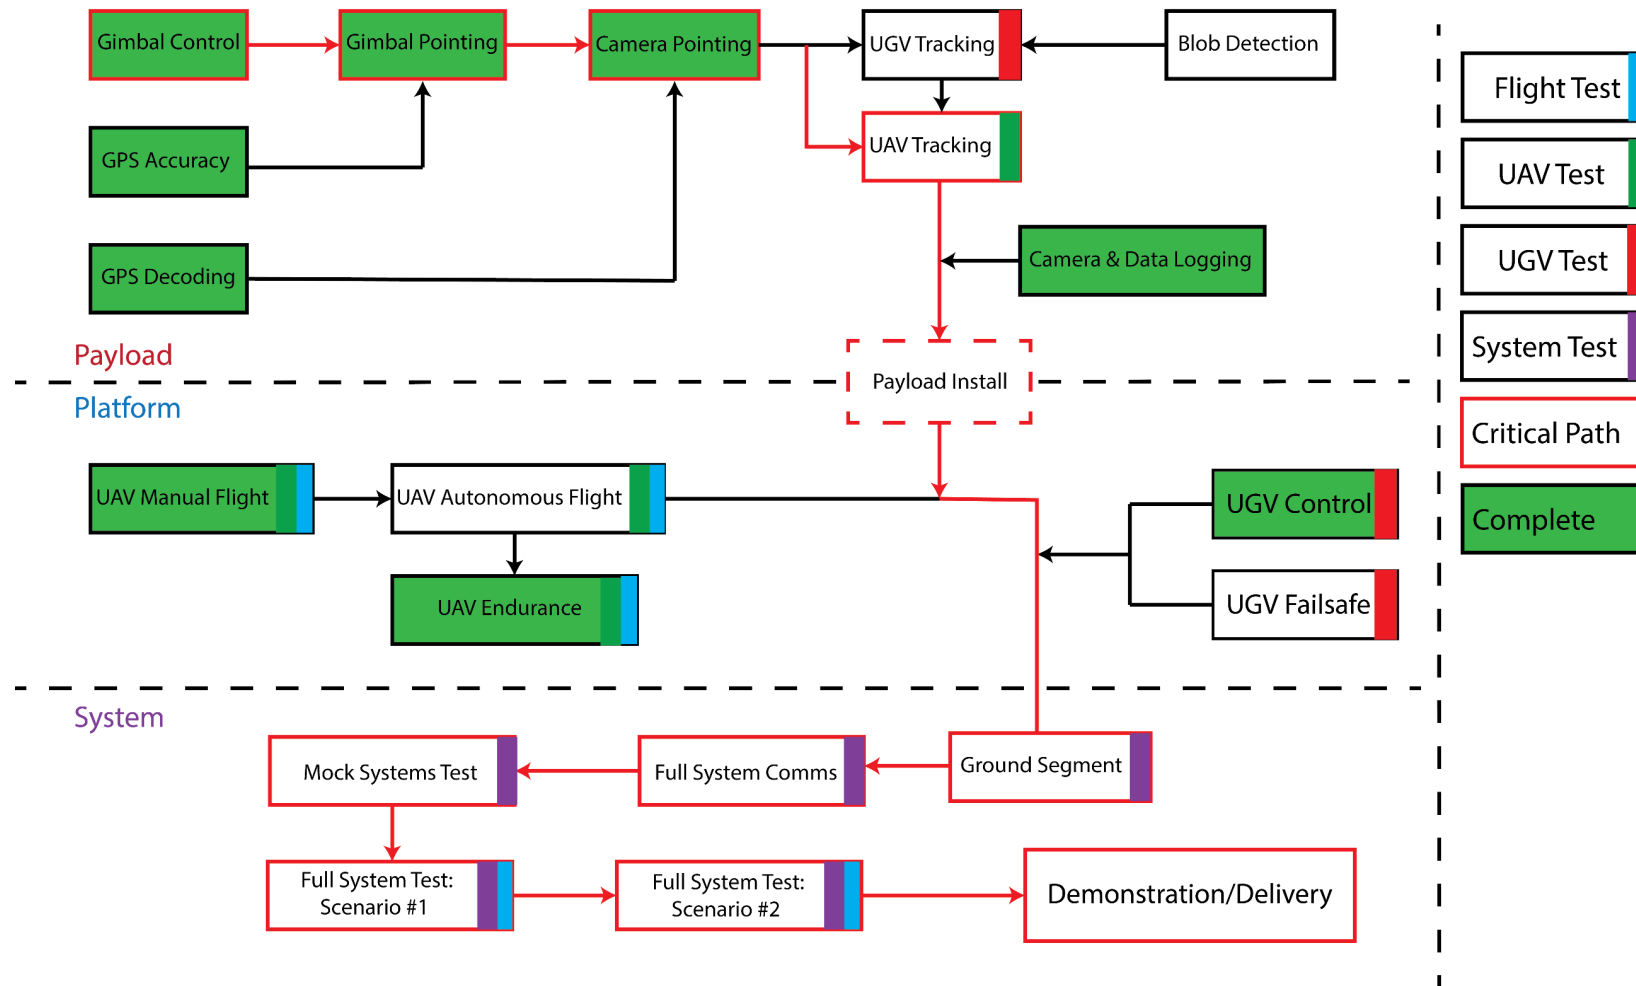 Gimbal Control
Gimbal Pointing
Camera Pointing
UGV Tracking
Blob Detection
GPS Accuracy
UAV Tracking
GPS Decoding
Camera & Data Logging
Payload
Payload Install
Platform
UAV Manual Flight
UAV Autonomous Flight
UGV Control
UAV Endurance
UGV Failsafe
System
Mock Systems Test
Full System Comms
Ground Segment
Full System Test:
Scenario #1
Full System Test:
Scenario #2
Demonstration/Delivery
Flight Test
UAV Test
UGV Test
System Test
Critical Path
Complete